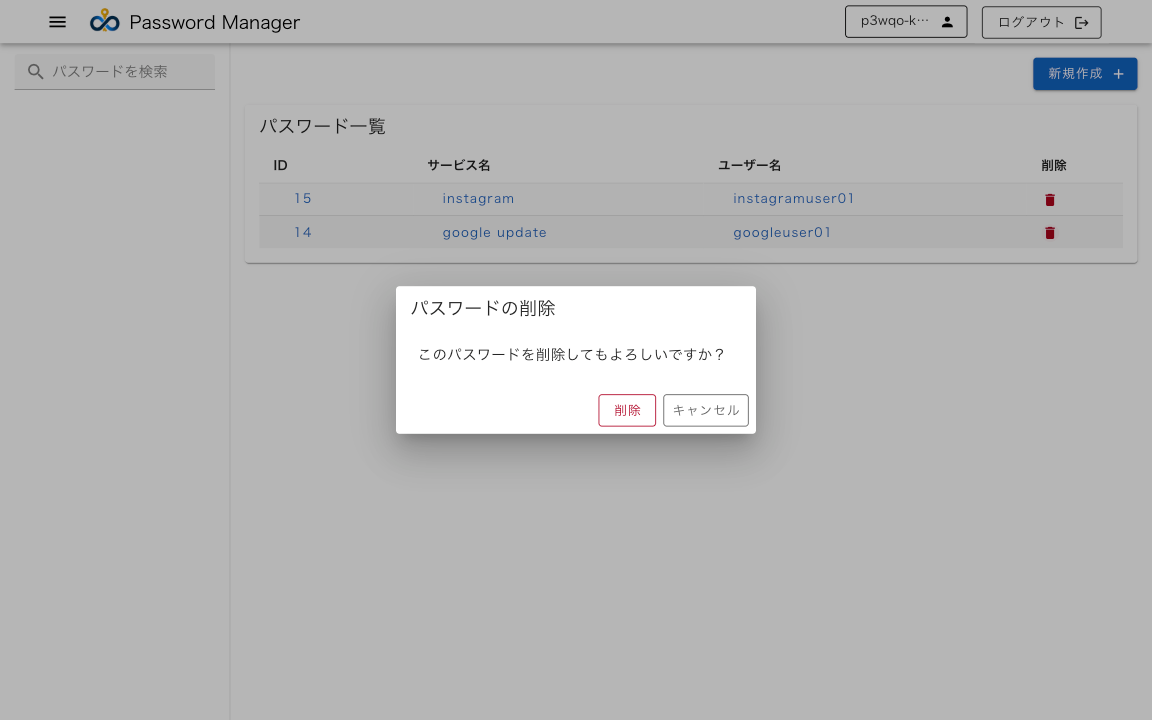 Password Manager
p3wqo-k…
ログアウト
パスワードを検索
新規作成
パスワード一覧
ID サービス名 ユーザー名 削除
15 instagram instagramuser01
14 google update googleuser01
パスワードの削除
このパスワードを削除してもよろしいですか？
削除 キャンセル